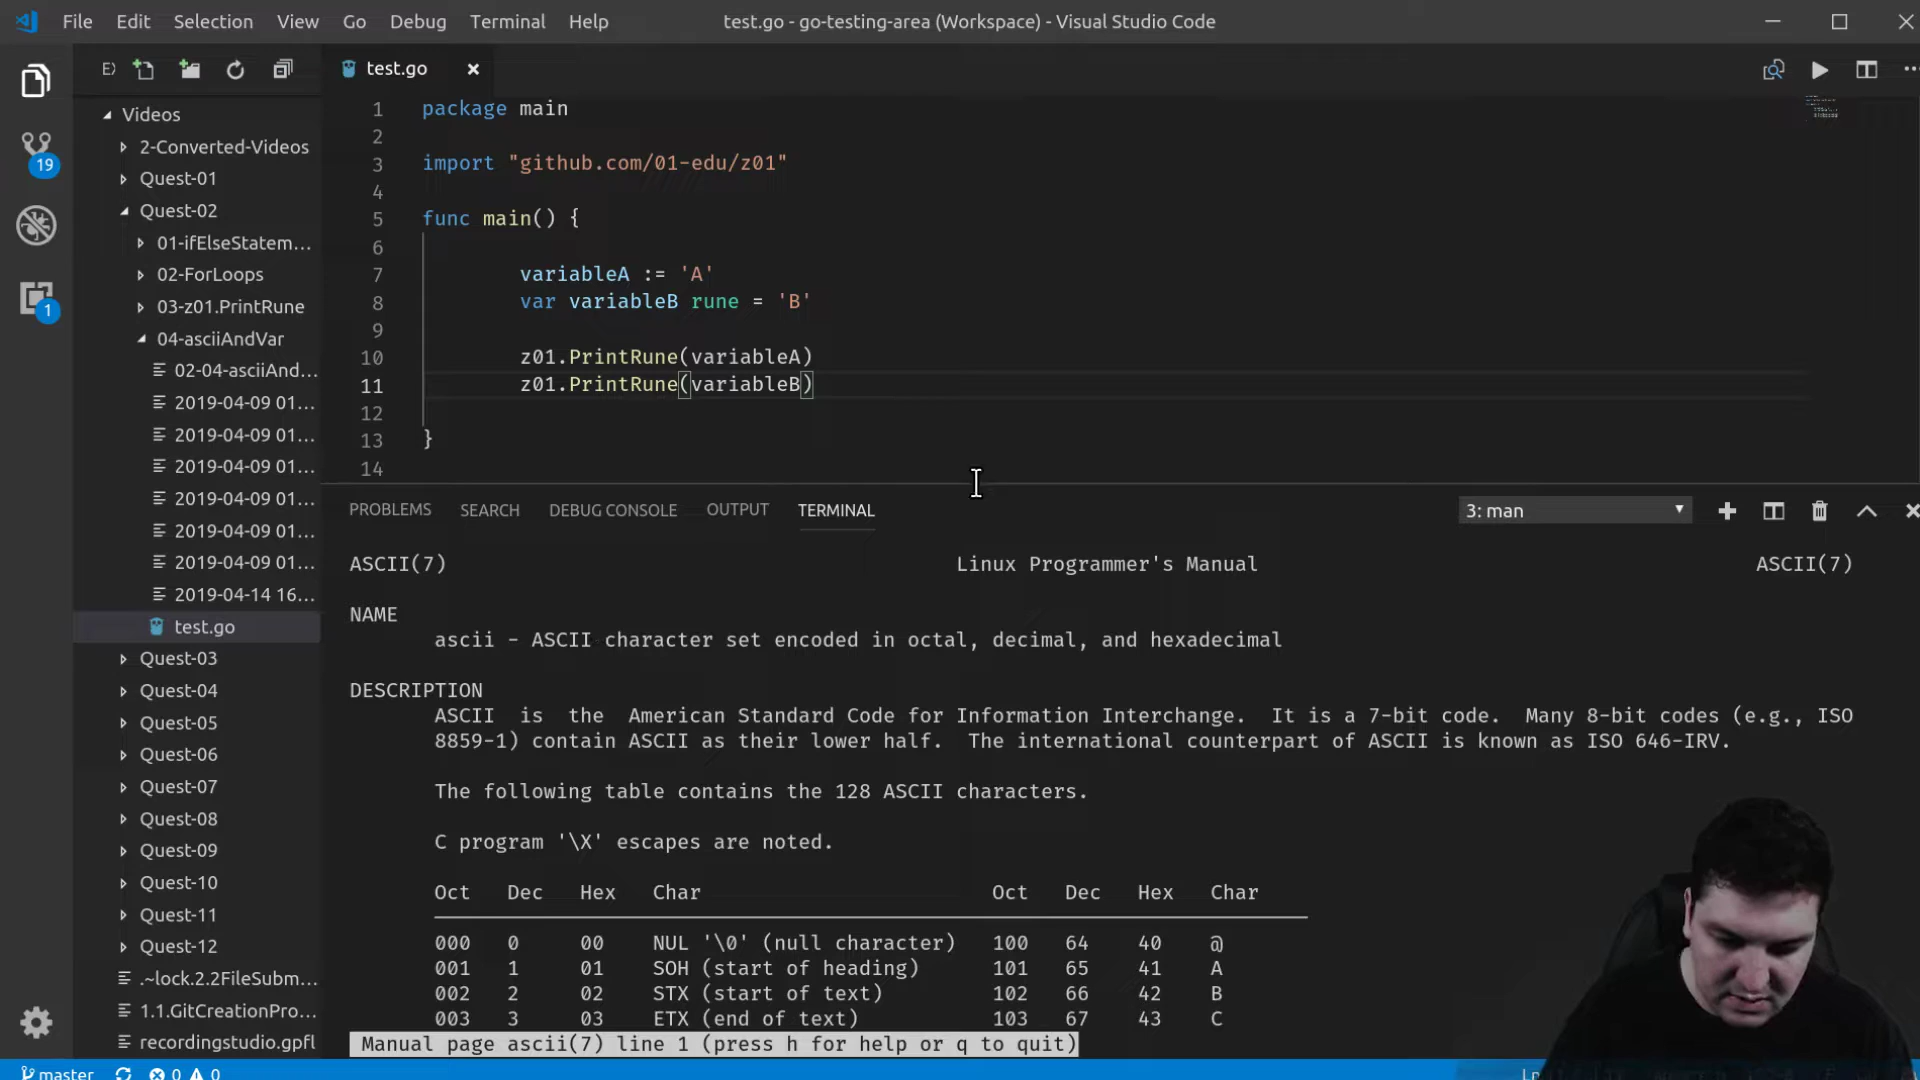 File Edit Selection View Go Debug Terminal Help test.go - go-testing-area (Workspace) - Visual Studio Code
test.go
Videos
2-Converted-Videos
Quest-01
Quest-02
01-ifElseStatem...
02-ForLoops
03-z01.PrintRune
04-asciiAndVar
02-04-asciiAnd...
2019-04-09 01...
2019-04-09 01...
2019-04-09 01...
2019-04-09 01...
2019-04-09 01...
2019-04-09 01...
2019-04-14 16...
test.go
Quest-03
Quest-04
Quest-05
Quest-06
Quest-07
Quest-08
Quest-09
Quest-10
Quest-11
Quest-12
.~lock.2.2FileSubm...
1.1.GitCreationPro...
recordingstudio.gpfl
19
1
1 package main
2
3 import "github.com/01-edu/z01"
4
5 func main() {
6
7 variableA := 'A'
8 var variableB rune = 'B'
9
10 z01.PrintRune(variableA)
11 z01.PrintRune(variableB)
12
13 }
14
PROBLEMS SEARCH DEBUG CONSOLE OUTPUT TERMINAL 3: man
ASCII(7) Linux Programmer's Manual ASCII(7)
NAME
ascii - ASCII character set encoded in octal, decimal, and hexadecimal
DESCRIPTION
ASCII is the American Standard Code for Information Interchange. It is a 7-bit code. Many 8-bit codes (e.g., ISO
8859-1) contain ASCII as their lower half. The international counterpart of ASCII is known as ISO 646-IRV.
The following table contains the 128 ASCII characters.
C program '\X' escapes are noted.
Oct Dec Hex Char Oct Dec Hex Char
000 0 00 NUL '\0' (null character) 100 64 40 @
001 1 01 SOH (start of heading) 101 65 41 A
002 2 02 STX (start of text) 102 66 42 B
003 3 03 ETX (end of text) 103 67 43 C
Manual page ascii(7) line 1 (press h for help or q to quit)
master 0 0